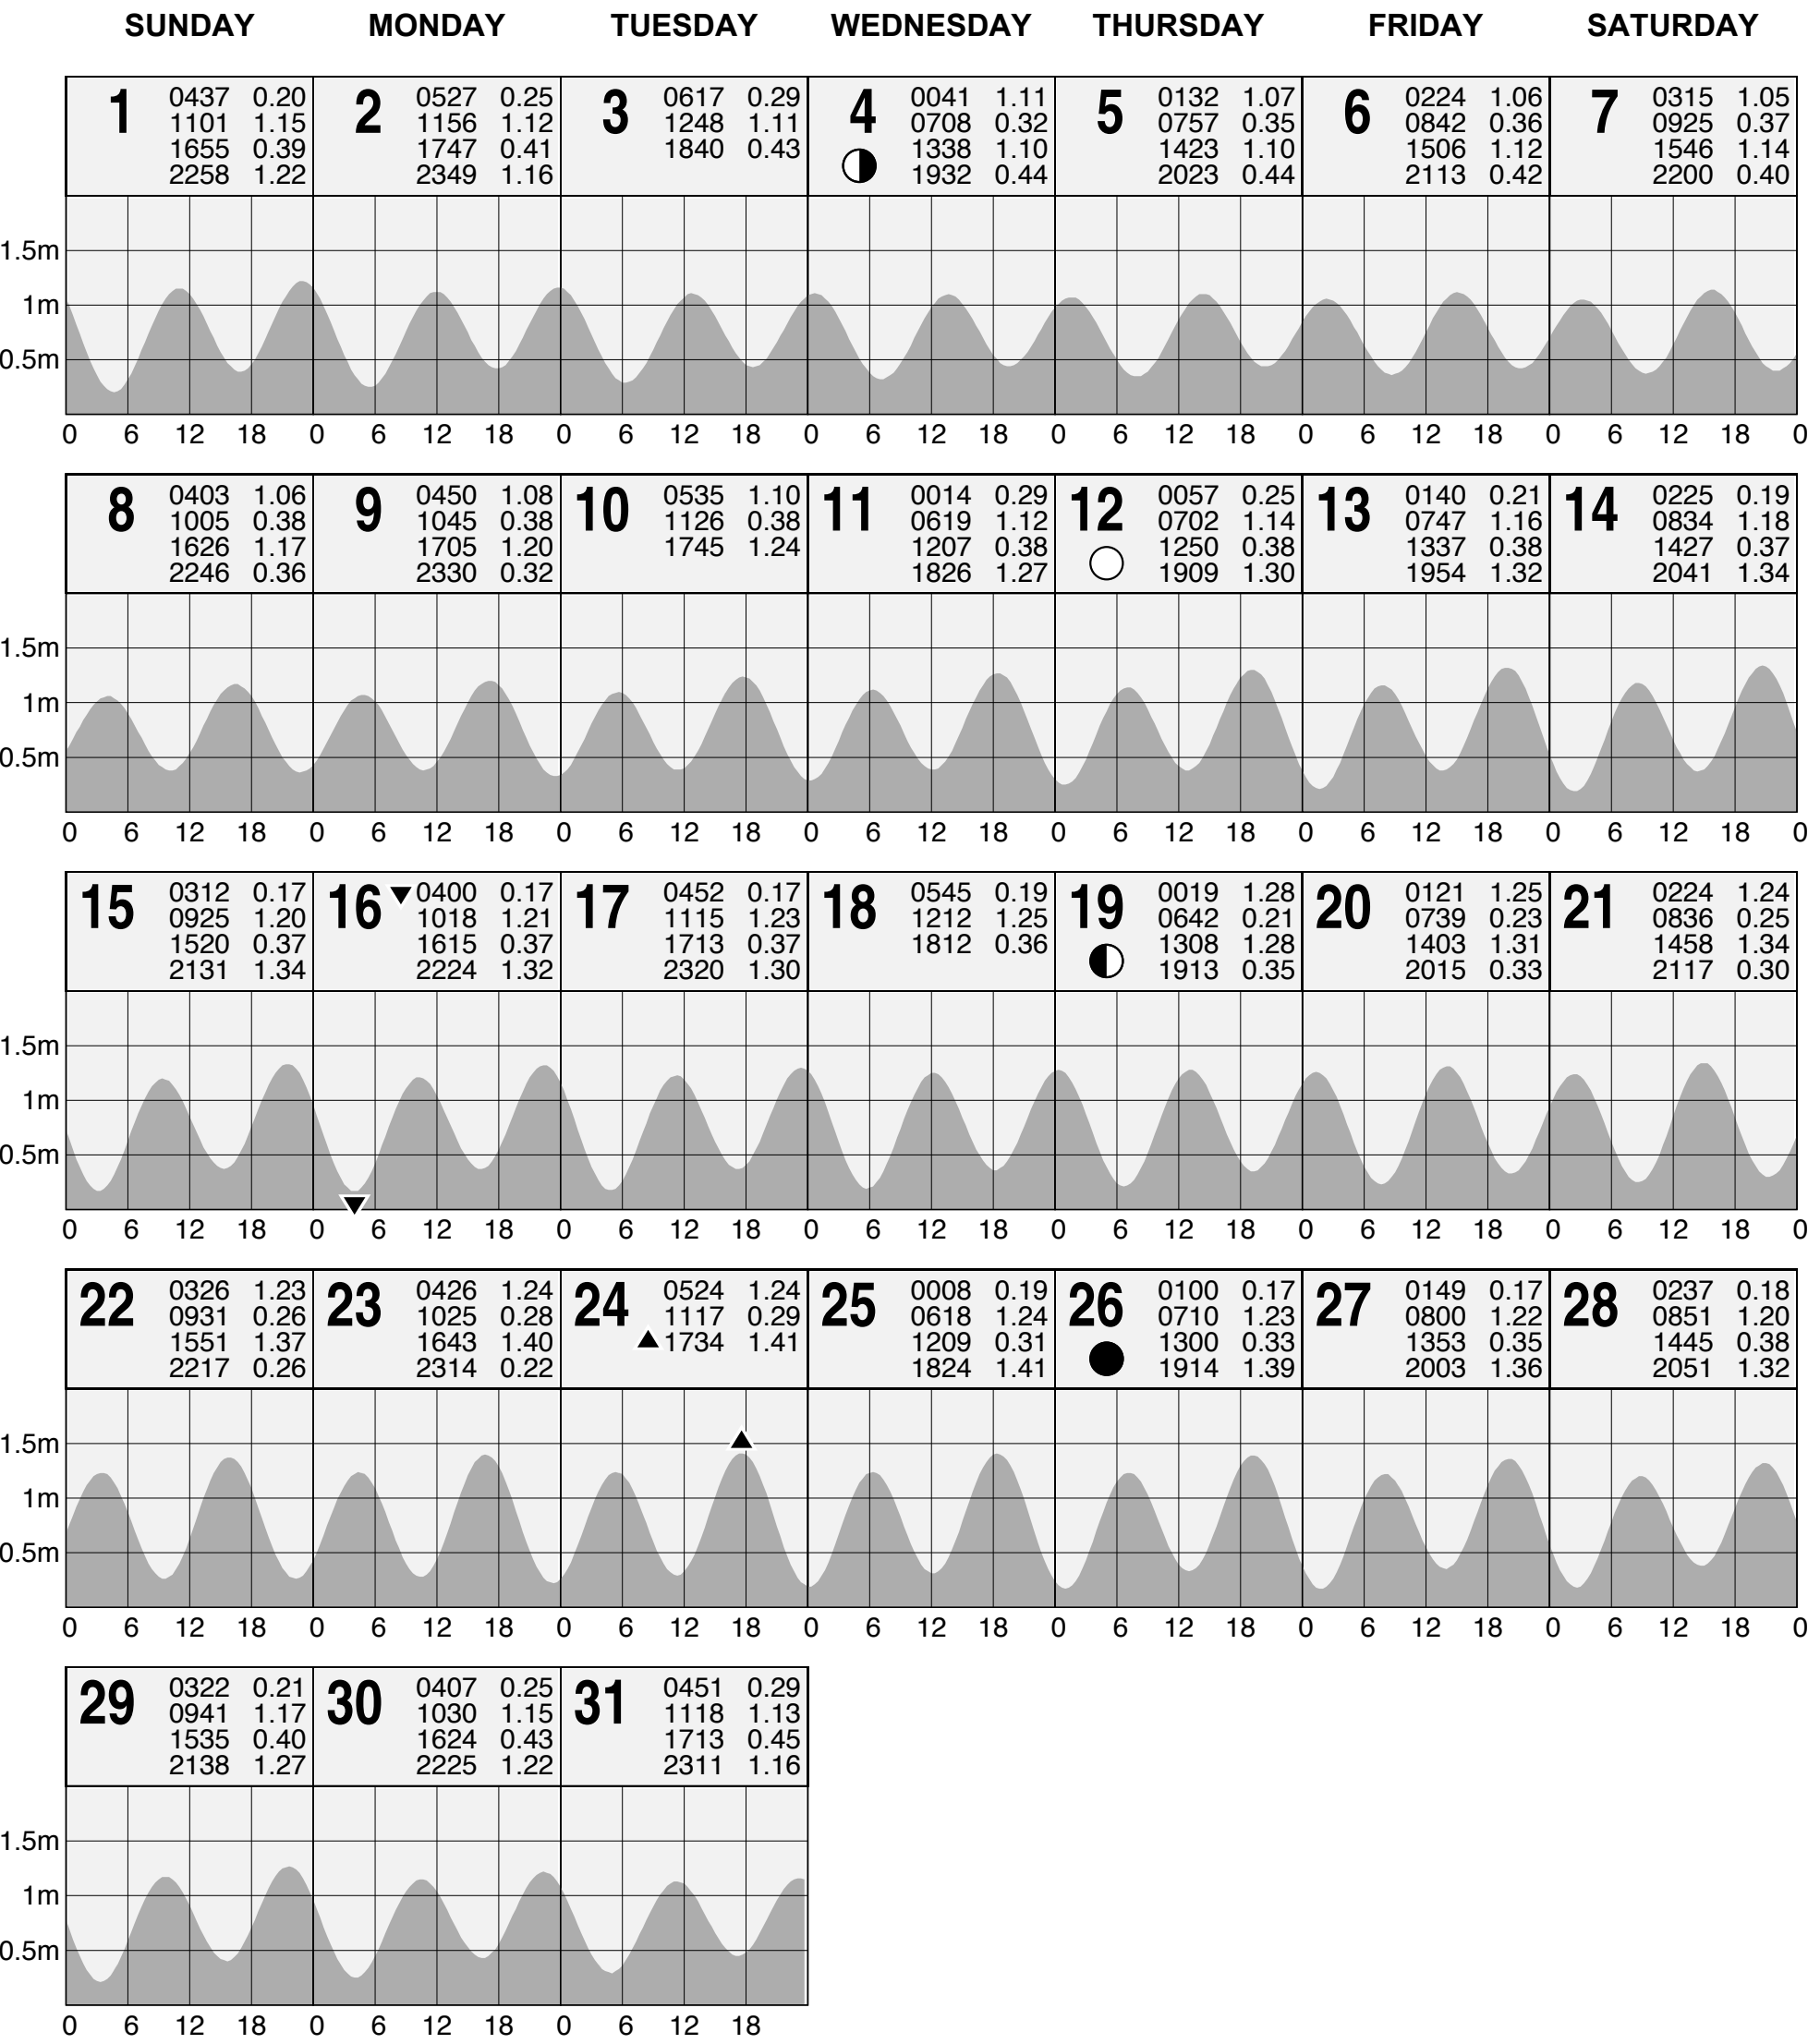 SUNDAY MONDAY TUESDAY WEDNESDAY THURSDAY FRIDAY SATURDAY
1 0437 0.20
1101 1.15
1655 0.39
2258 1.22
2 0527 0.25
1156 1.12
1747 0.41
2349 1.16
3 0617 0.29
1248 1.11
1840 0.43
4 0041 1.11
0708 0.32
1338 1.10
1932 0.44
5 0132 1.07
0757 0.35
1423 1.10
2023 0.44
6 0224 1.06
0842 0.36
1506 1.12
2113 0.42
7 0315 1.05
0925 0.37
1546 1.14
2200 0.40
1.5m
1m
0.5m
0 6 12 18 0 6 12 18 0 6 12 18 0 6 12 18 0 6 12 18 0 6 12 18 0 6 12 18 0
8 0403 1.06
1005 0.38
1626 1.17
2246 0.36
9 0450 1.08
1045 0.38
1705 1.20
2330 0.32
10 0535 1.10
1126 0.38
1745 1.24
11 0014 0.29
0619 1.12
1207 0.38
1826 1.27
12 0057 0.25
0702 1.14
1250 0.38
1909 1.30
13 0140 0.21
0747 1.16
1337 0.38
1954 1.32
14 0225 0.19
0834 1.18
1427 0.37
2041 1.34
1.5m
1m
0.5m
0 6 12 18 0 6 12 18 0 6 12 18 0 6 12 18 0 6 12 18 0 6 12 18 0 6 12 18 0
15 0312 0.17
0925 1.20
1520 0.37
2131 1.34
16 0400 0.17
1018 1.21
1615 0.37
2224 1.32
17 0452 0.17
1115 1.23
1713 0.37
2320 1.30
18 0545 0.19
1212 1.25
1812 0.36
19 0019 1.28
0642 0.21
1308 1.28
1913 0.35
20 0121 1.25
0739 0.23
1403 1.31
2015 0.33
21 0224 1.24
0836 0.25
1458 1.34
2117 0.30
1.5m
1m
0.5m
0 6 12 18 0 6 12 18 0 6 12 18 0 6 12 18 0 6 12 18 0 6 12 18 0 6 12 18 0
22 0326 1.23
0931 0.26
1551 1.37
2217 0.26
23 0426 1.24
1025 0.28
1643 1.40
2314 0.22
24 0524 1.24
1117 0.29
1734 1.41
25 0008 0.19
0618 1.24
1209 0.31
1824 1.41
26 0100 0.17
0710 1.23
1300 0.33
1914 1.39
27 0149 0.17
0800 1.22
1353 0.35
2003 1.36
28 0237 0.18
0851 1.20
1445 0.38
2051 1.32
1.5m
1m
0.5m
0 6 12 18 0 6 12 18 0 6 12 18 0 6 12 18 0 6 12 18 0 6 12 18 0 6 12 18 0
29 0322 0.21
0941 1.17
1535 0.40
2138 1.27
30 0407 0.25
1030 1.15
1624 0.43
2225 1.22
31 0451 0.29
1118 1.13
1713 0.45
2311 1.16
1.5m
1m
0.5m
0 6 12 18 0 6 12 18 0 6 12 18